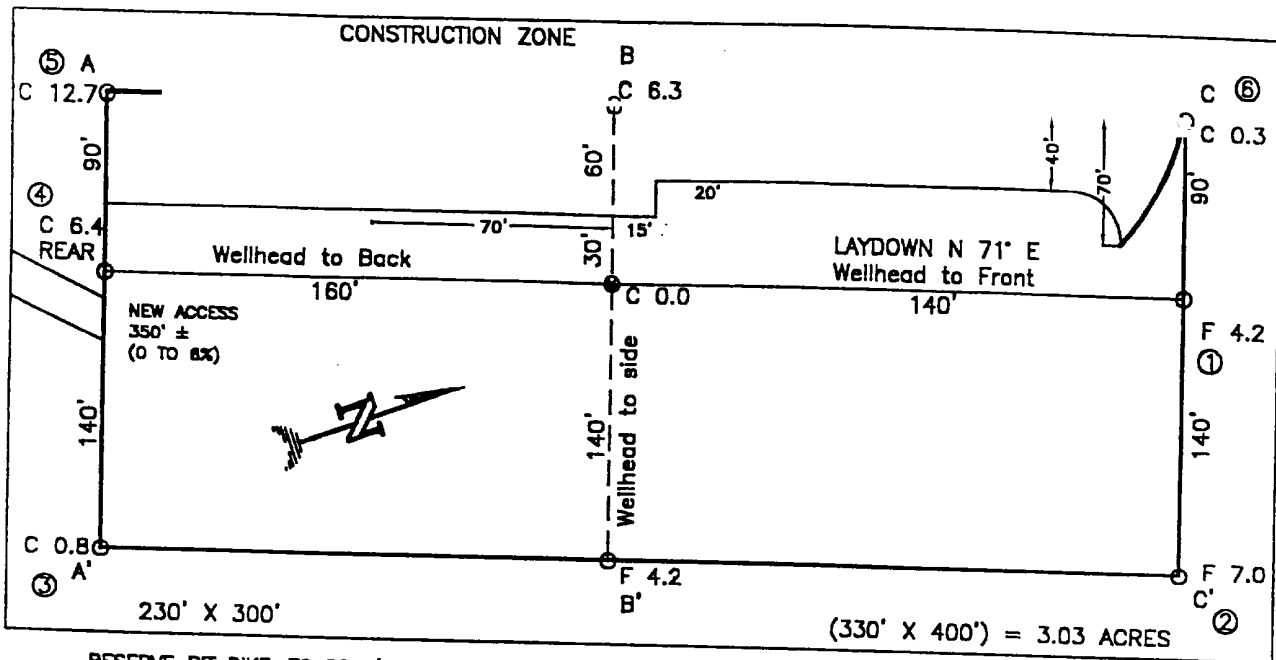 CONSTRUCTION ZONE
⑤ A
C 12.7
B
C 6.3
C ⑥
C 0.3
90'
60'
40'
70'
90'
④
C 6.4
REAR
70'
15'
20'
30'
Wellhead to Back
160'
C 0.0
LAYDOWN N 71° E
Wellhead to Front
140'
F 4.2
①
NEW ACCESS
350' ±
(0 TO 6%)
N
140'
140'
Wellhead to side
140'
C 0.8
A'
③
F 4.2
B'
F 7.0
C'
②
230' X 300'
(330' X 400') = 3.03 ACRES